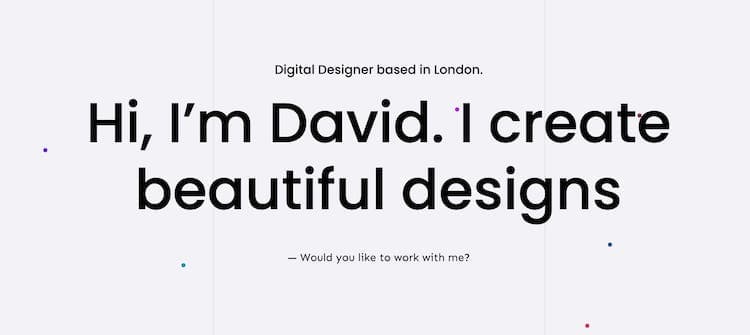 Digital Designer based in London.
Hi, I’m David. I create
beautiful designs
— Would you like to work with me?